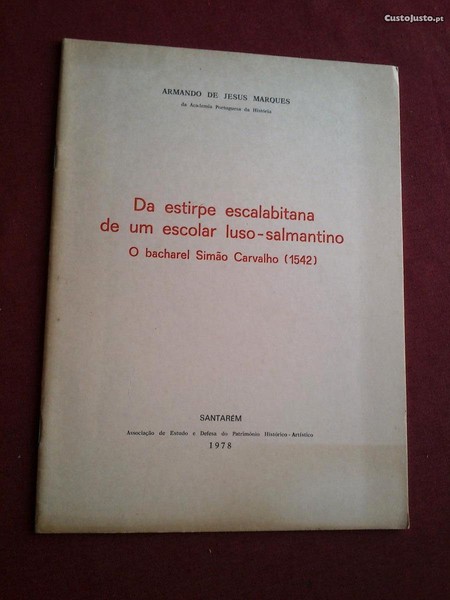 CustoJusto.pt
ARMANDO DE JESUS MARQUES
da Academia Portuguesa da História
Da estirpe escalabitana
de um escolar luso-salmantino
O bacharel Simão Carvalho (1542)
SANTARÉM
Associação de Estudo e Defesa do Património Histórico-Artístico
1978